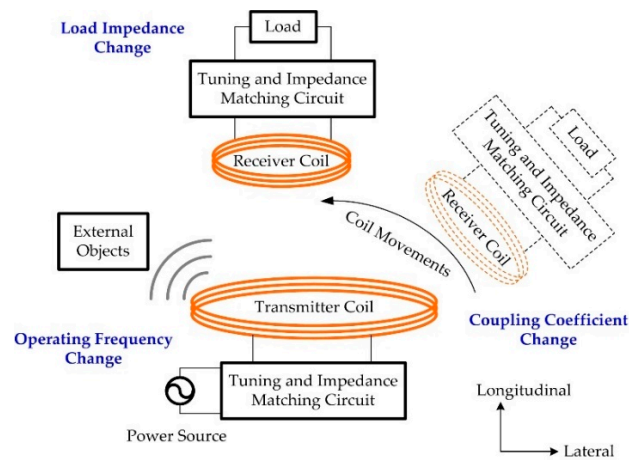 Load Impedance
Change
Load
Tuning and Impedance
Matching Circuit
Receiver Coil
Load
Tuning and Impedance
Matching Circuit
Receiver Coil
Coil Movements
External
Objects
Transmitter Coil
Operating Frequency
Change
Coupling Coefficient
Change
Tuning and Impedance
Matching Circuit
Power Source
Longitudinal
Lateral